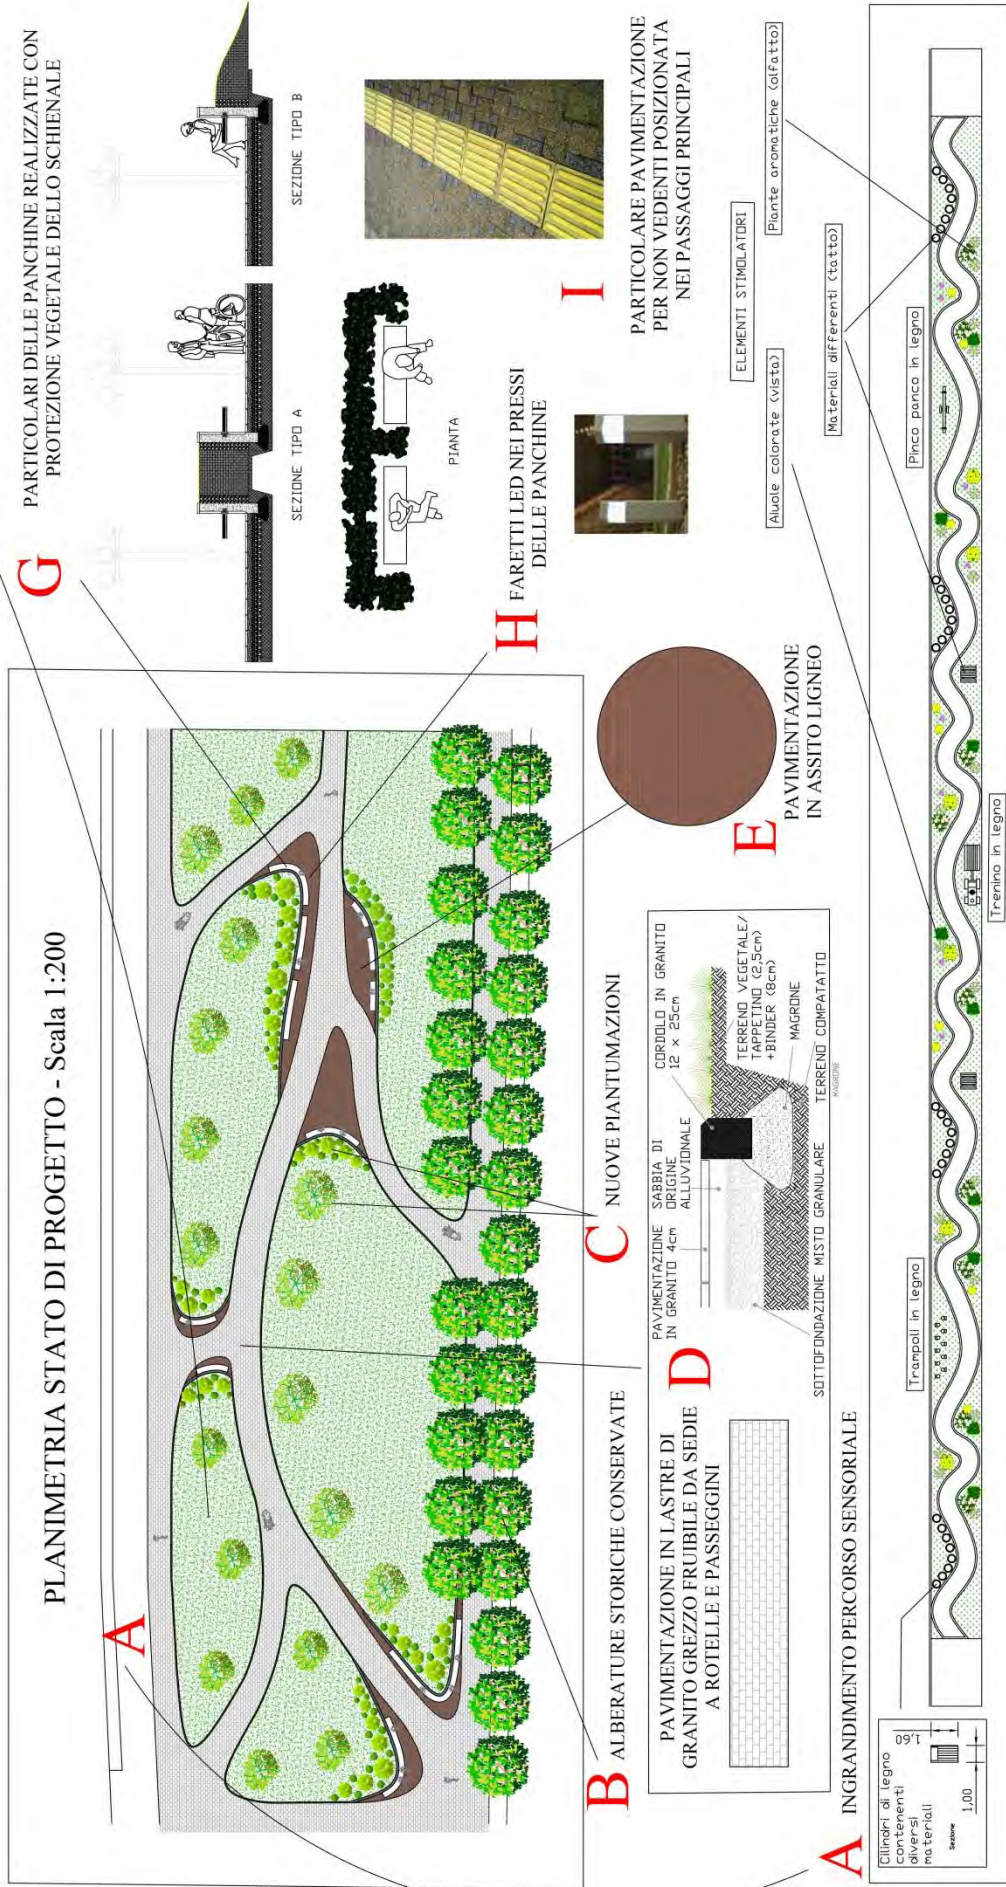 PLANIMETRIA STATO DI PROGETTO - Scala 1:200
A
G
PARTICOLARI DELLE PANCHINE REALIZZATE CON
PROTEZIONE VEGETALE DELLO SCHIENALE
SEZIONE TIPO A
SEZIONE TIPO B
PIANTA
H
FARETTI LED NEI PRESSI
DELLE PANCHINE
I
PARTICOLARE PAVIMENTAZIONE
PER NON VEDENTI POSIZIONATA
NEI PASSAGGI PRINCIPALI
B
ALBERATURE STORICHE CONSERVATE
C
NUOVE PIANTUMAZIONI
D
PAVIMENTAZIONE IN LASTRE DI
GRANITO GREZZO FRUIBILE DA SEDIE
A ROTELLE E PASSEGGINI
PAVIMENTAZIONE
IN GRANITO 4cm
SABBIA DI
ORIGINE
ALLUVIONALE
CORDOLO IN GRANITO
12 x 25cm
TERRENO VEGETALE/
TAPPETINO (2,5cm)
+BINDER (8cm)
MAGRONE
SOTTOFONDAZIONE MISTO GRANULARE
TERRENO COMPATATTO
MAGRONE
E
PAVIMENTAZIONE
IN ASSITO LIGNEO
ELEMENTI STIMOLATORI
Aiuole colorate (vista)
Piante aromatiche (olfatto)
Materiali differenti (tatto)
A
INGRANDIMENTO PERCORSO SENSORIALE
Trampoli in legno
Pinco panco in legno
Trenino in legno
Cilindri di legno
contenenti
diversi
materiali
Sezione
1,60
1,00